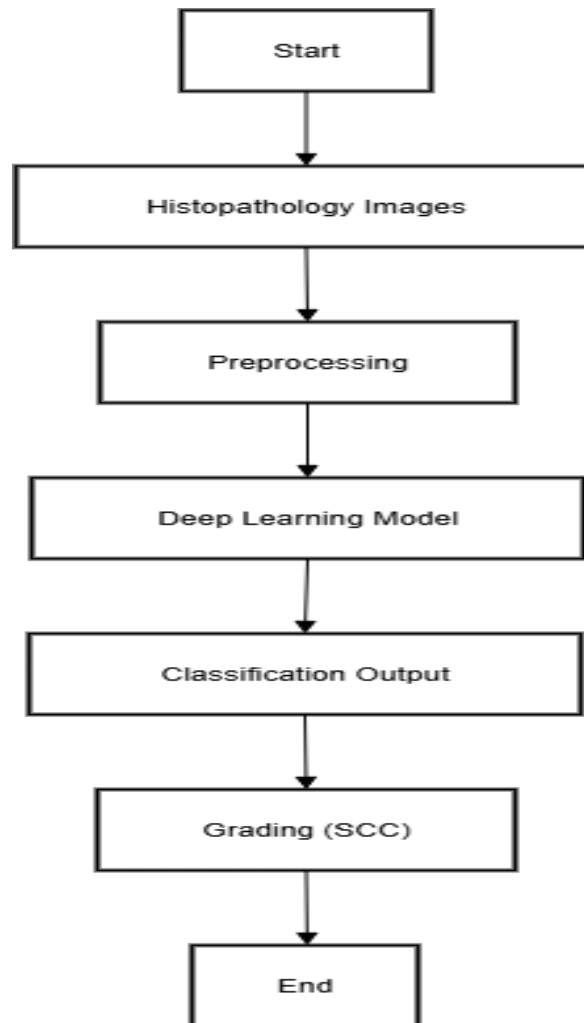 Start
Histopathology Images
Preprocessing
Deep Learning Model
Classification Output
Grading (SCC)
End